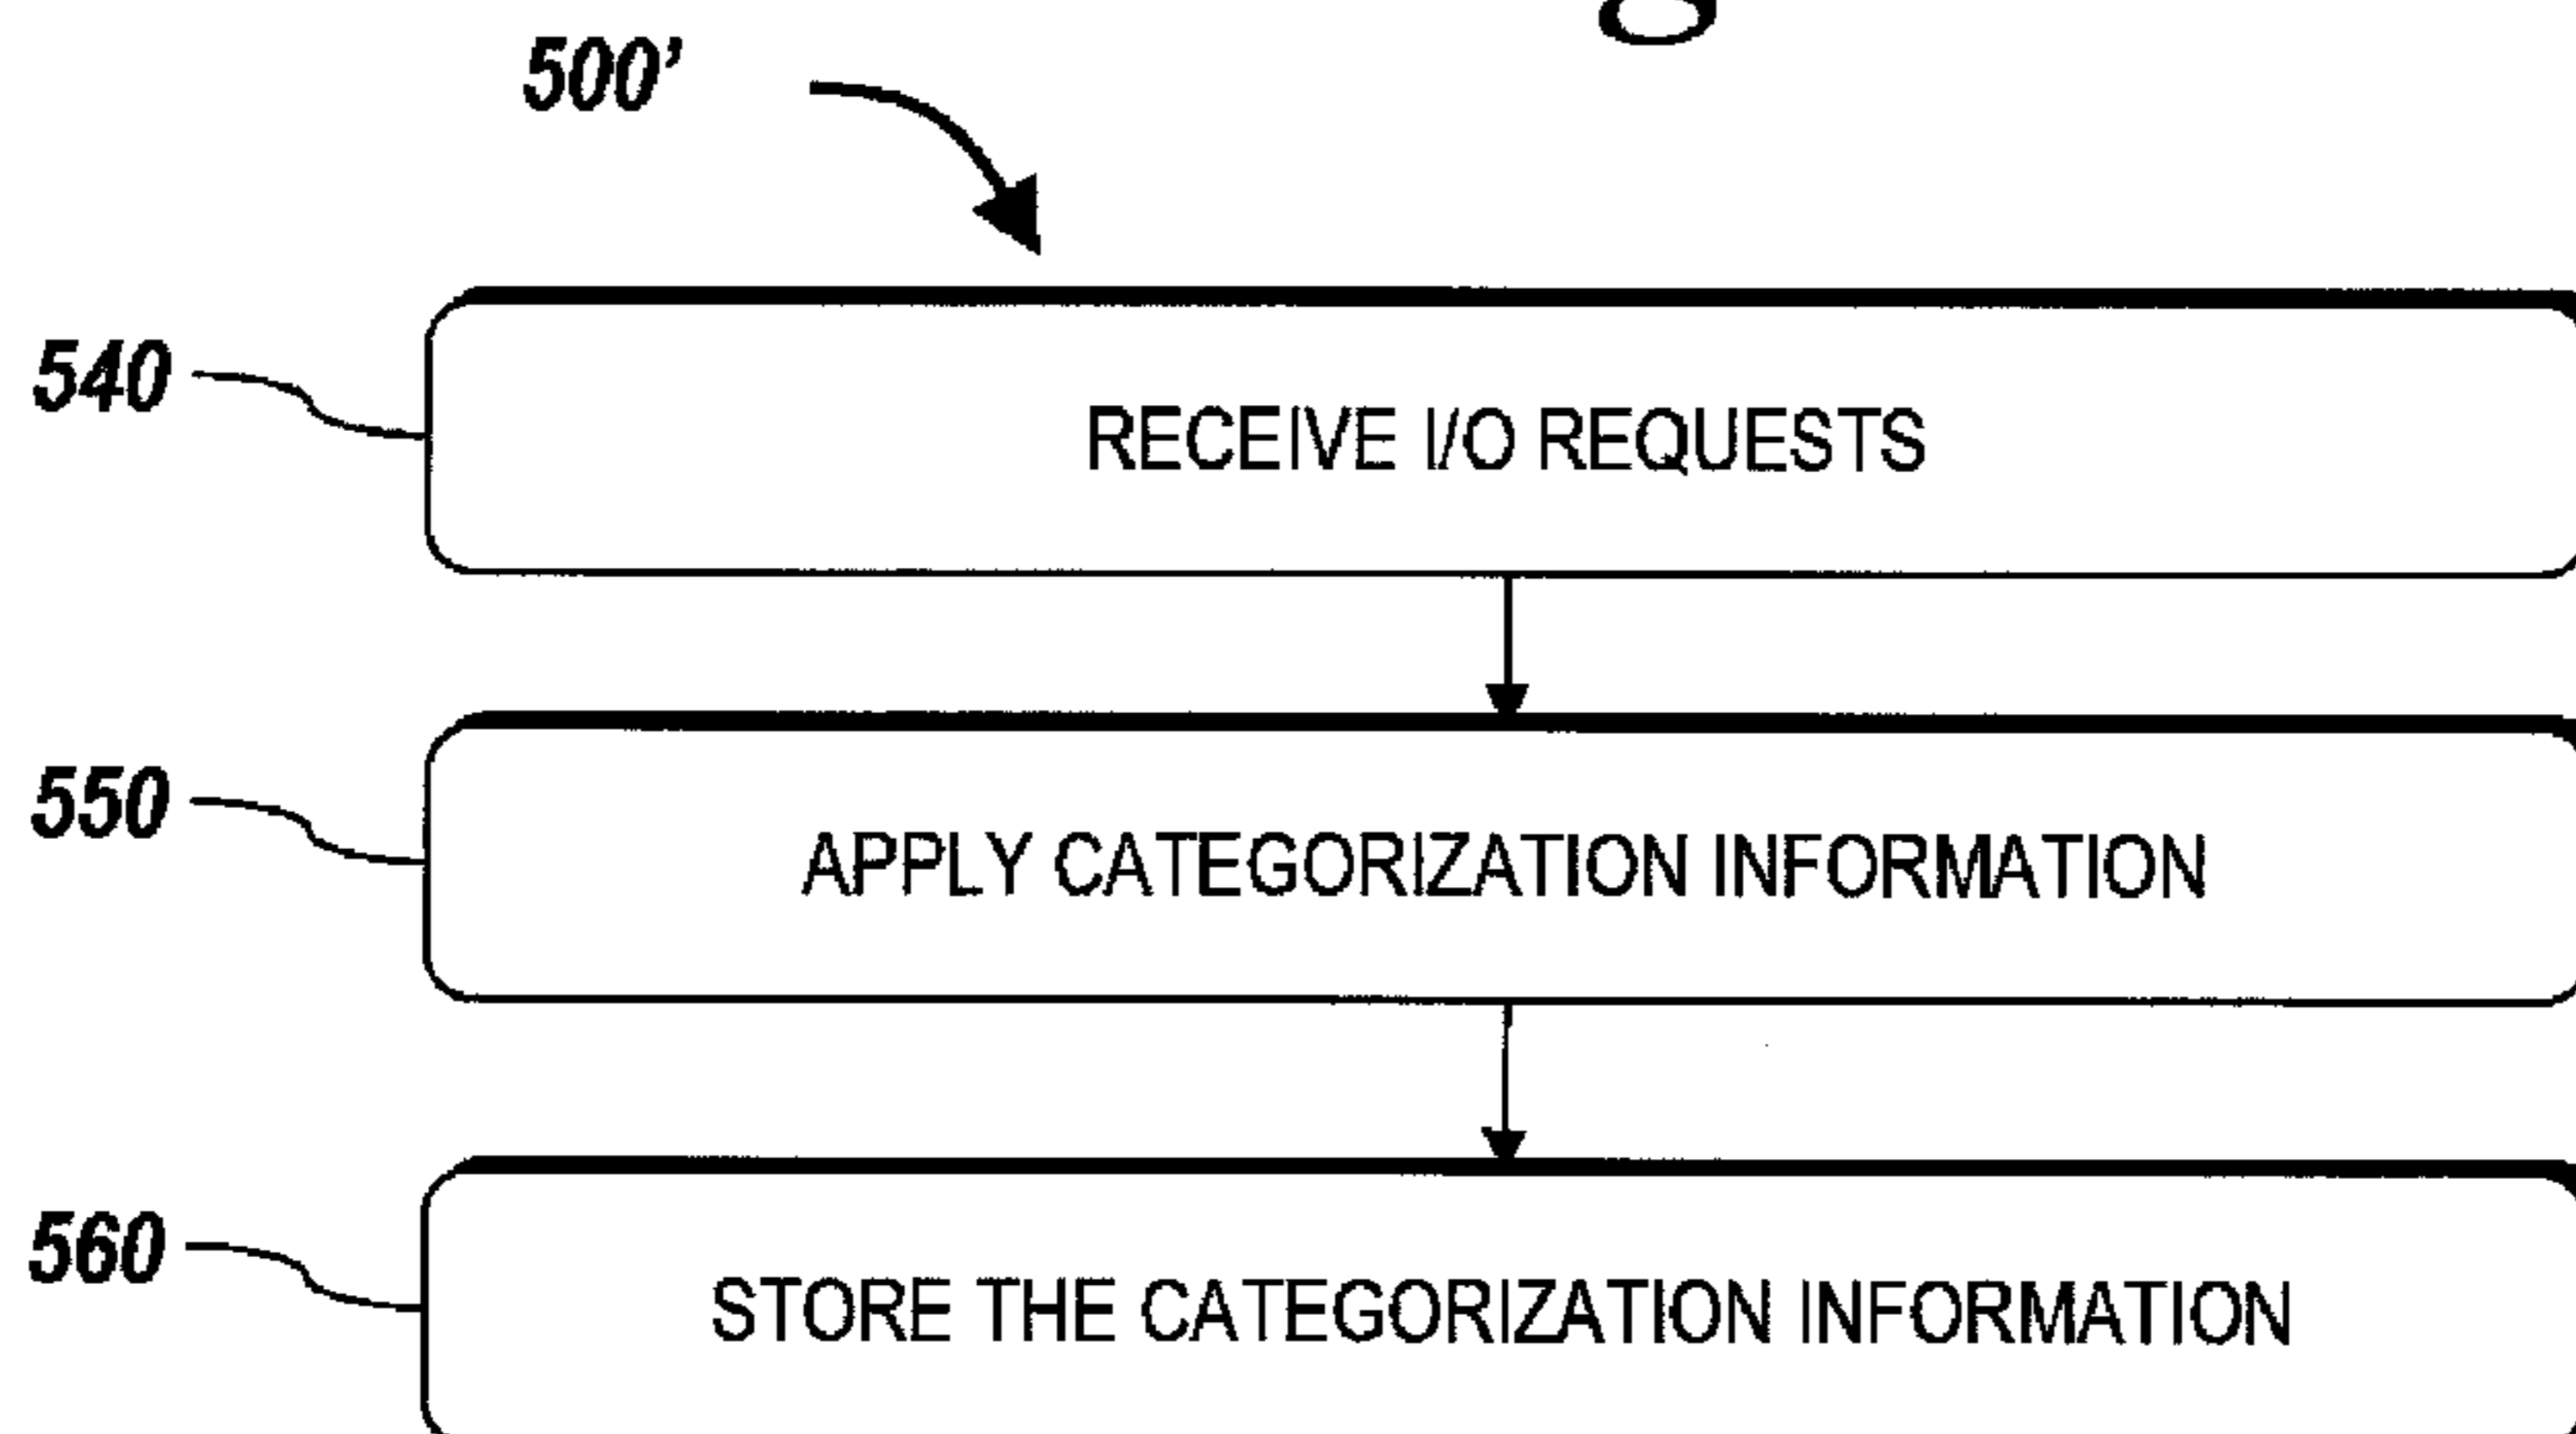 500'
540
RECEIVE I/O REQUESTS
550
APPLY CATEGORIZATION INFORMATION
560
STORE THE CATEGORIZATION INFORMATION